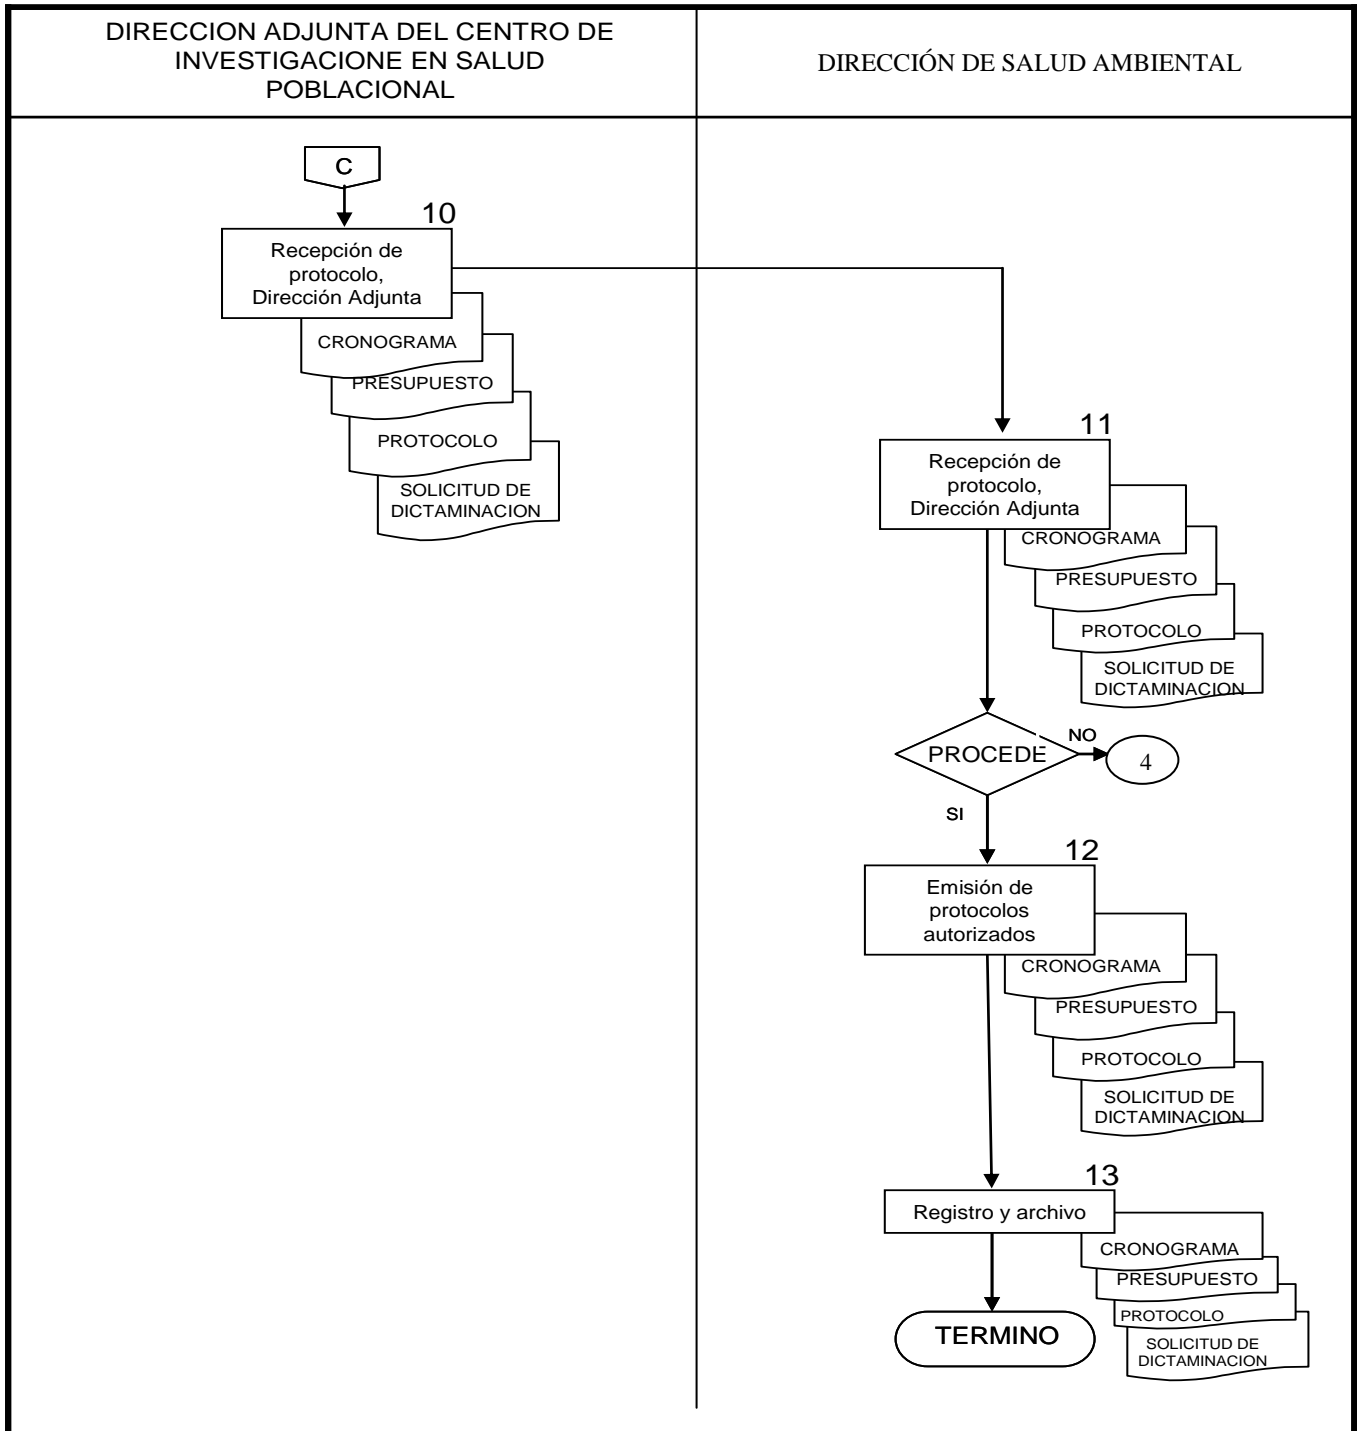 DIRECCION ADJUNTA DEL CENTRO DE
INVESTIGACIONE EN SALUD
POBLACIONAL
DIRECCIÓN DE SALUD AMBIENTAL
C
10
Recepción de
protocolo,
Dirección Adjunta
CRONOGRAMA
PRESUPUESTO
PROTOCOLO
SOLICITUD DE
DICTAMINACION
11
Recepción de
protocolo,
Dirección Adjunta
CRONOGRAMA
PRESUPUESTO
PROTOCOLO
SOLICITUD DE
DICTAMINACION
PROCEDE
NO
4
SI
12
Emisión de
protocolos
autorizados
CRONOGRAMA
PRESUPUESTO
PROTOCOLO
SOLICITUD DE
DICTAMINACION
13
Registro y archivo
CRONOGRAMA
PRESUPUESTO
PROTOCOLO
SOLICITUD DE
DICTAMINACION
TERMINO